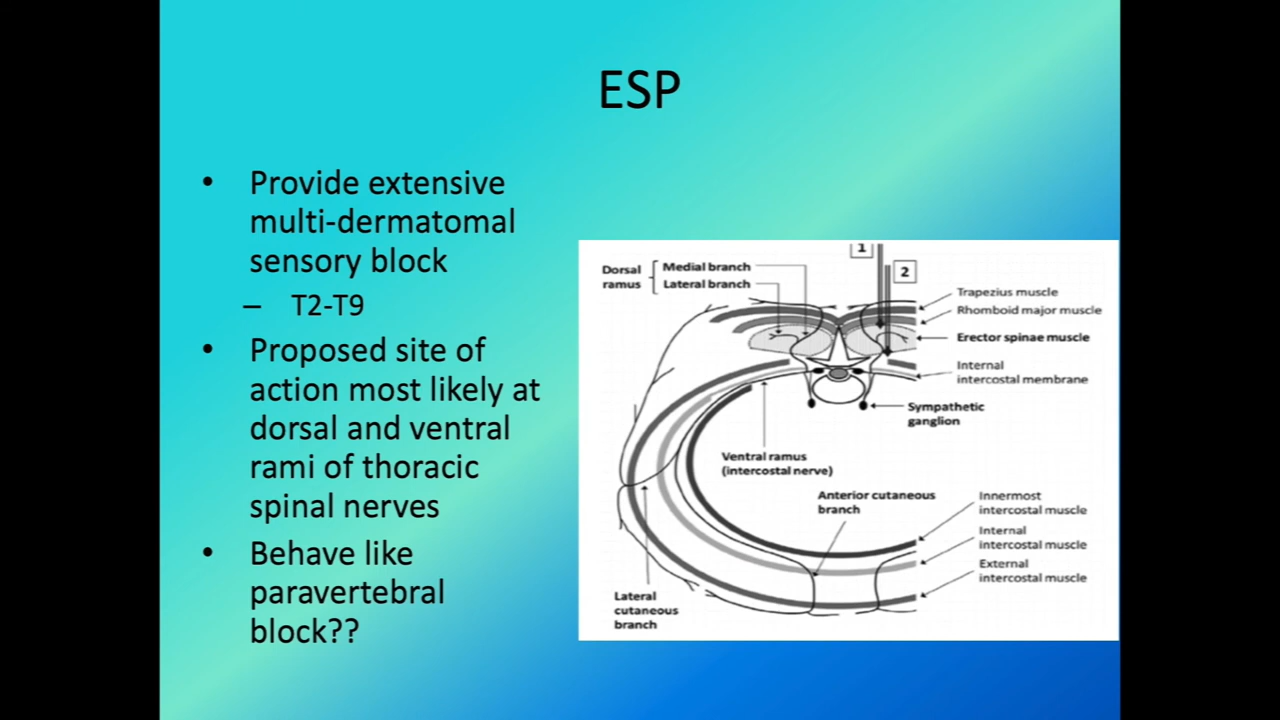 ESP
• Provide extensive
multi-dermatomal
sensory block
– T2-T9
• Proposed site of
action most likely at
dorsal and ventral
rami of thoracic
spinal nerves
• Behave like
paravertebral
block??
1
2
Dorsal
ramus
Medial branch
Lateral branch
Trapezius muscle
Rhomboid major muscle
Erector spinae muscle
Internal
intercostal membrane
Sympathetic
ganglion
Ventral ramus
(intercostal nerve)
Anterior cutaneous
branch
Innermost
intercostal muscle
Internal
intercostal muscle
External
intercostal muscle
Lateral
cutaneous
branch